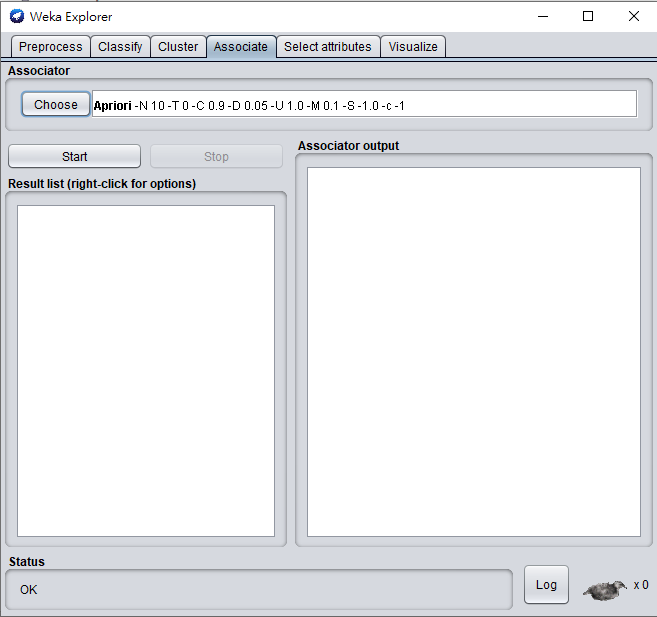 Weka Explorer
Preprocess Classify Cluster Associate Select attributes Visualize
Associator
Choose Apriori -N 10 -T 0 -C 0.9 -D 0.05 -U 1.0 -M 0.1 -S -1.0 -c -1
Start Stop
Associator output
Result list (right-click for options)
Status
OK
Log x 0